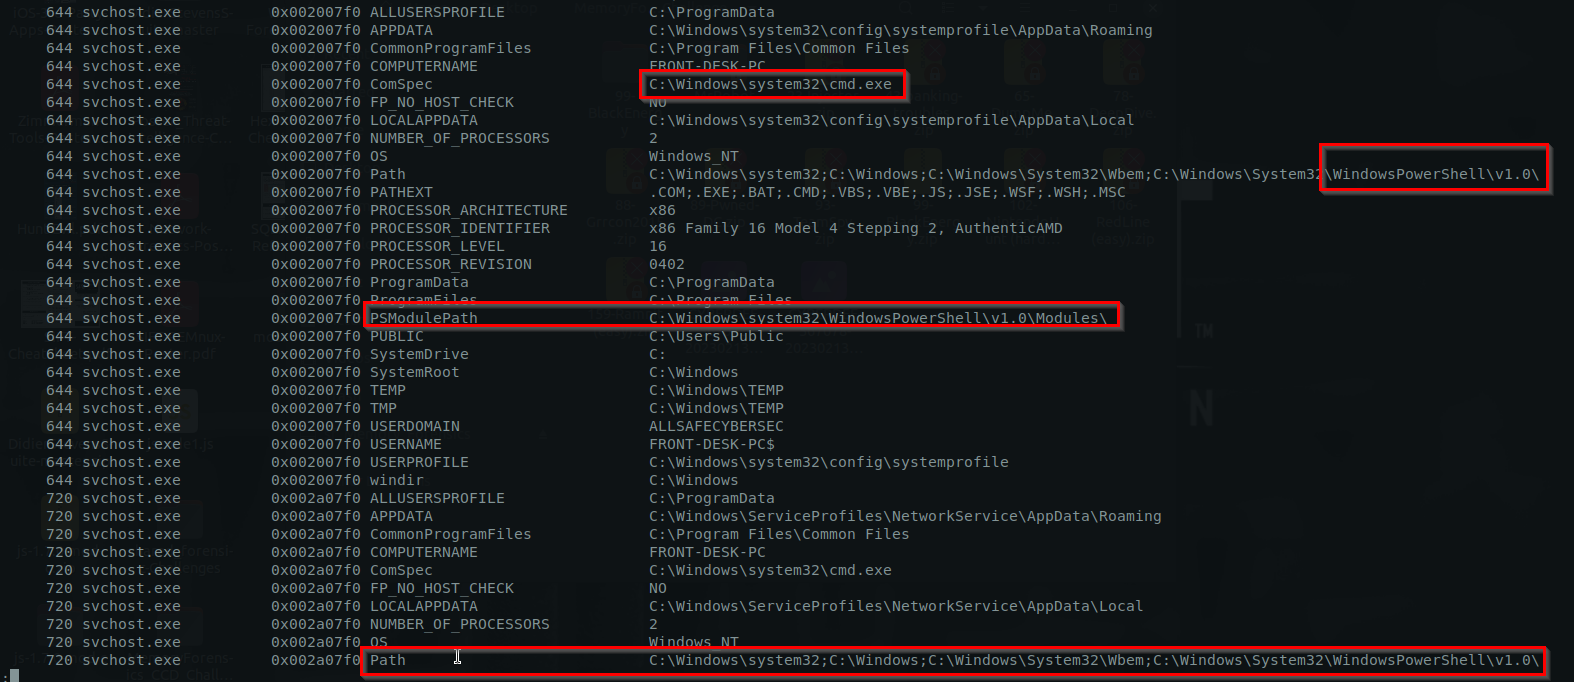 644 svchost.exe 0x002007f0 ALLUSERSPROFILE C:\ProgramData
644 svchost.exe 0x002007f0 APPDATA C:\Windows\system32\config\systemprofile\AppData\Roaming
644 svchost.exe 0x002007f0 CommonProgramFiles C:\Program Files\Common Files
644 svchost.exe 0x002007f0 COMPUTERNAME FRONT-DESK-PC
644 svchost.exe 0x002007f0 ComSpec C:\Windows\system32\cmd.exe
644 svchost.exe 0x002007f0 FP_NO_HOST_CHECK NO
644 svchost.exe 0x002007f0 LOCALAPPDATA C:\Windows\system32\config\systemprofile\AppData\Local
644 svchost.exe 0x002007f0 NUMBER_OF_PROCESSORS 2
644 svchost.exe 0x002007f0 OS Windows_NT
644 svchost.exe 0x002007f0 Path C:\Windows\system32;C:\Windows;C:\Windows\System32\Wbem;C:\Windows\System32\WindowsPowerShell\v1.0\
644 svchost.exe 0x002007f0 PATHEXT .COM;.EXE;.BAT;.CMD;.VBS;.VBE;.JS;.JSE;.WSF;.WSH;.MSC
644 svchost.exe 0x002007f0 PROCESSOR_ARCHITECTURE x86
644 svchost.exe 0x002007f0 PROCESSOR_IDENTIFIER x86 Family 16 Model 4 Stepping 2, AuthenticAMD
644 svchost.exe 0x002007f0 PROCESSOR_LEVEL 16
644 svchost.exe 0x002007f0 PROCESSOR_REVISION 0402
644 svchost.exe 0x002007f0 ProgramData C:\ProgramData
644 svchost.exe 0x002007f0 ProgramFiles C:\Program Files
644 svchost.exe 0x002007f0 PSModulePath C:\Windows\system32\WindowsPowerShell\v1.0\Modules\
644 svchost.exe 0x002007f0 PUBLIC C:\Users\Public
644 svchost.exe 0x002007f0 SystemDrive C:
644 svchost.exe 0x002007f0 SystemRoot C:\Windows
644 svchost.exe 0x002007f0 TEMP C:\Windows\TEMP
644 svchost.exe 0x002007f0 TMP C:\Windows\TEMP
644 svchost.exe 0x002007f0 USERDOMAIN ALLSAFECYBERSEC
644 svchost.exe 0x002007f0 USERNAME FRONT-DESK-PC$
644 svchost.exe 0x002007f0 USERPROFILE C:\Windows\system32\config\systemprofile
644 svchost.exe 0x002007f0 windir C:\Windows
720 svchost.exe 0x002a07f0 ALLUSERSPROFILE C:\ProgramData
720 svchost.exe 0x002a07f0 APPDATA C:\Windows\ServiceProfiles\NetworkService\AppData\Roaming
720 svchost.exe 0x002a07f0 CommonProgramFiles C:\Program Files\Common Files
720 svchost.exe 0x002a07f0 COMPUTERNAME FRONT-DESK-PC
720 svchost.exe 0x002a07f0 ComSpec C:\Windows\system32\cmd.exe
720 svchost.exe 0x002a07f0 FP_NO_HOST_CHECK NO
720 svchost.exe 0x002a07f0 LOCALAPPDATA C:\Windows\ServiceProfiles\NetworkService\AppData\Local
720 svchost.exe 0x002a07f0 NUMBER_OF_PROCESSORS 2
720 svchost.exe 0x002a07f0 OS Windows_NT
720 svchost.exe 0x002a07f0 Path C:\Windows\system32;C:\Windows;C:\Windows\System32\Wbem;C:\Windows\System32\WindowsPowerShell\v1.0\
: